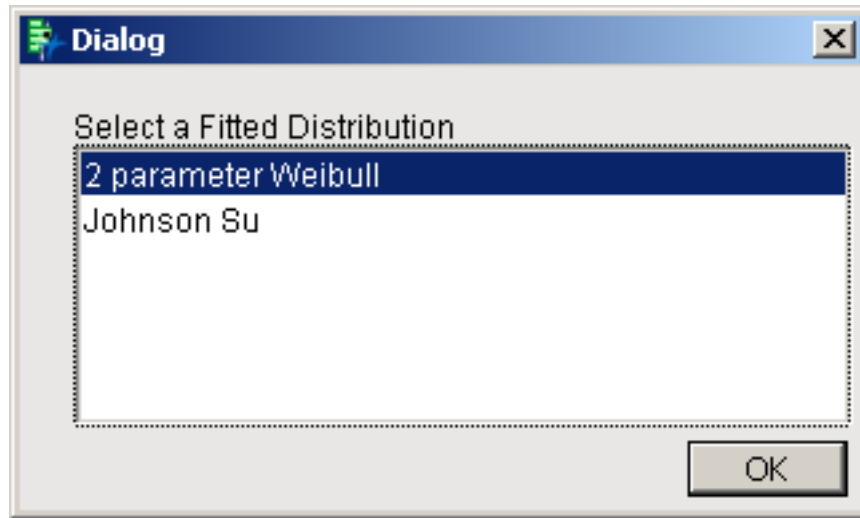 Dialog
Select a Fitted Distribution
2 parameter Weibull
Johnson Su
OK